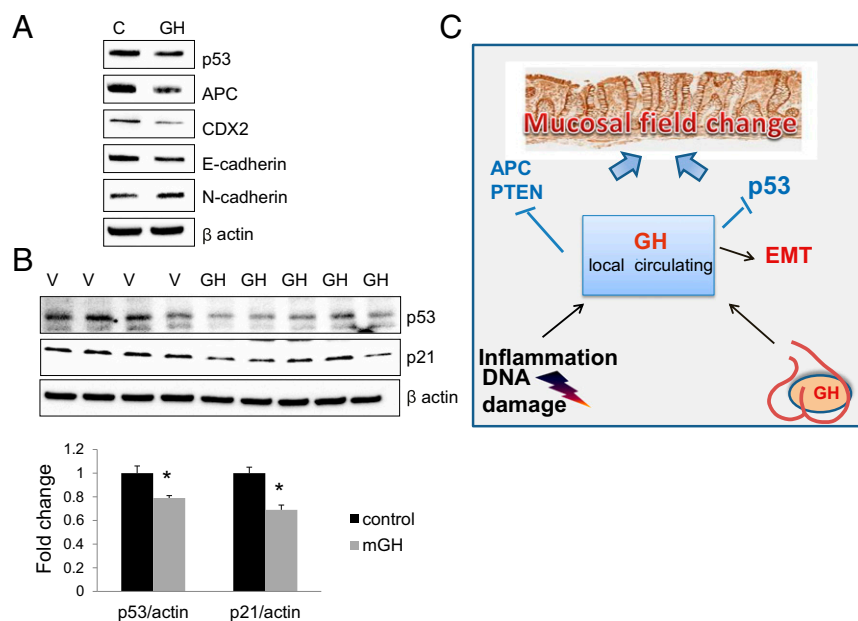 A
C GH
p53
APC
CDX2
E-cadherin
N-cadherin
β actin
B
V V V V GH GH GH GH GH
p53
p21
β actin
Fold change
1.2
1
0.8
0.6
0.4
0.2
0
*
*
p53/actin
p21/actin
control
mGH
C
Mucosal field change
APC
PTEN
p53
GH
local circulating
EMT
Inflammation
DNA
damage
GH